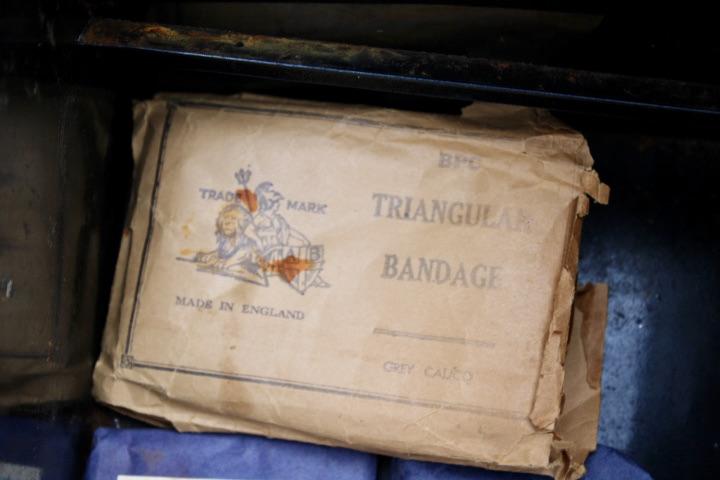 TRADE MARK
MADE IN ENGLAND
BPC
TRIANGULAR
BANDAGE
GREY CALICO